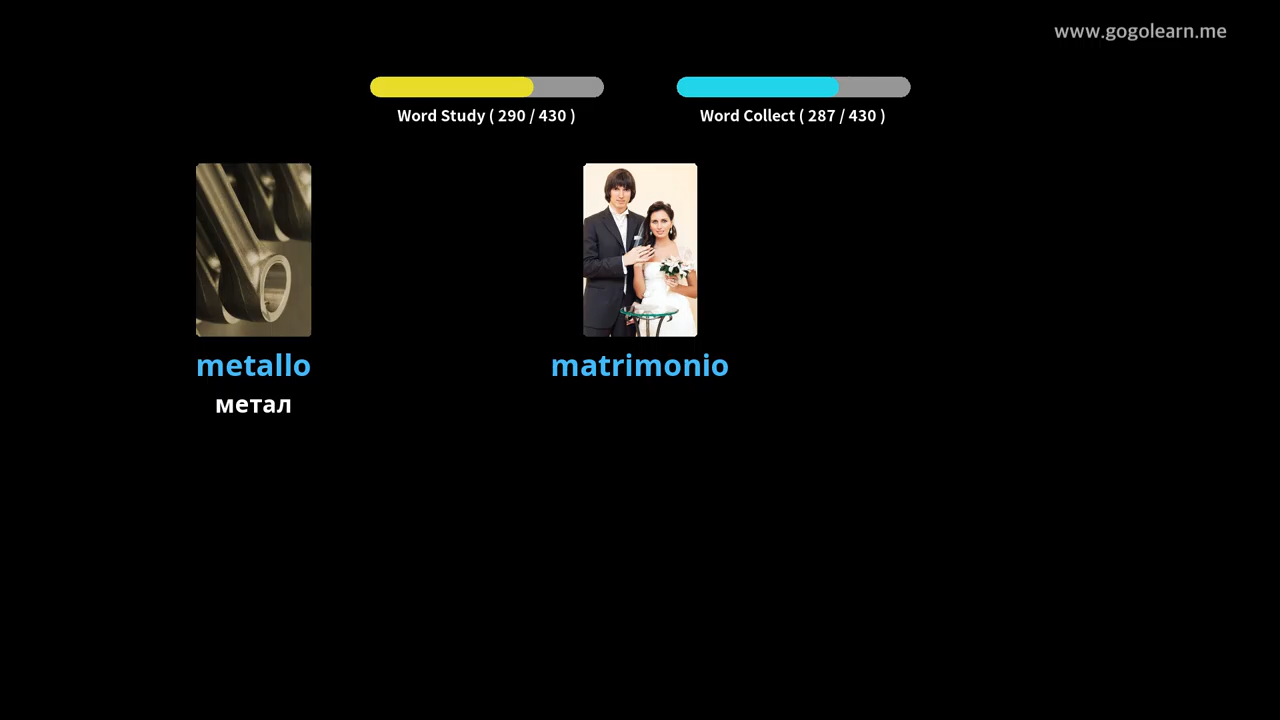 www.gogolearn.me
Word Study ( 290 / 430 )
Word Collect ( 287 / 430 )
metallo
matrimonio
метал